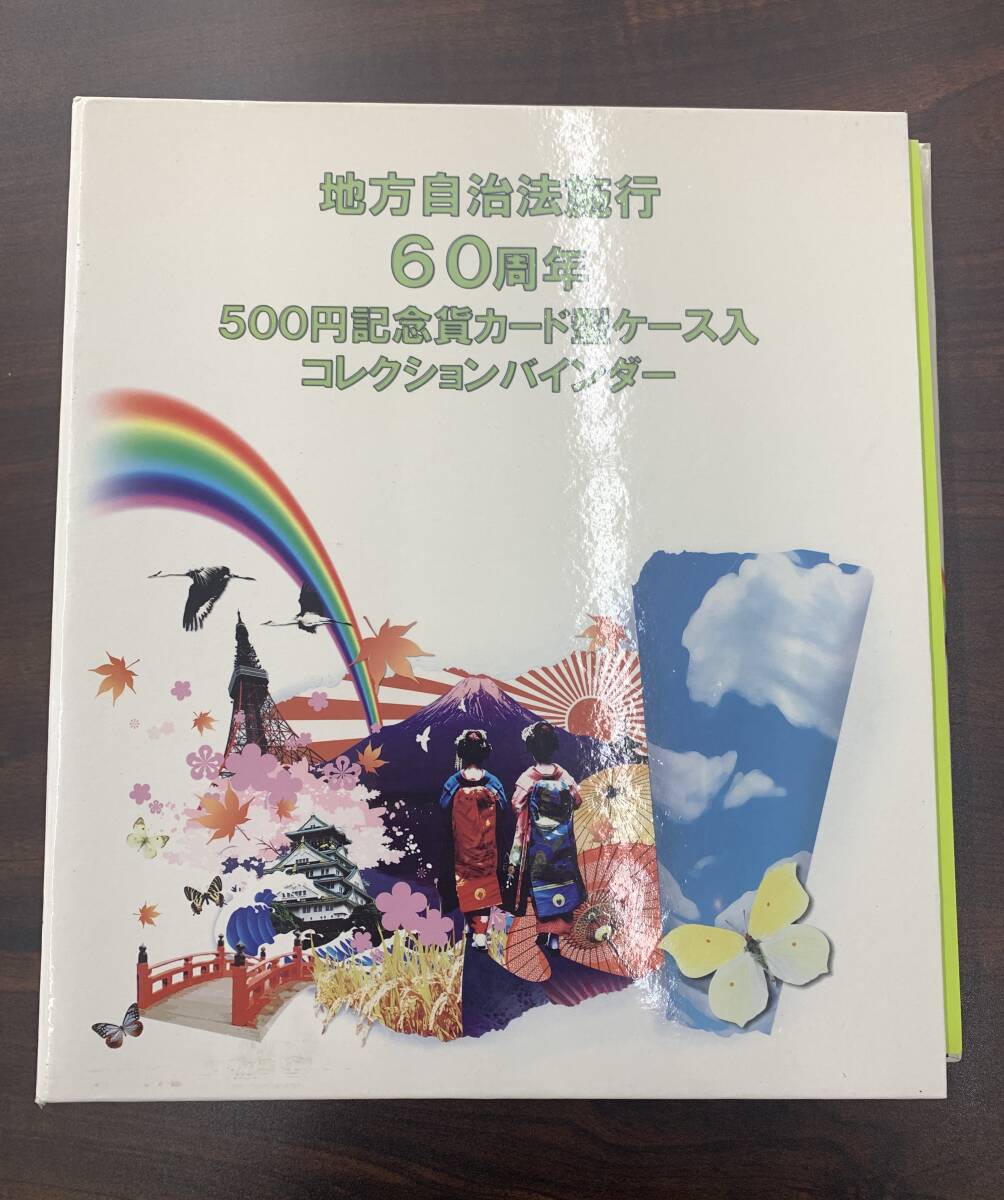 地方自治法施行
60周年
500円記念貨カード型ケース入
コレクションバインダー